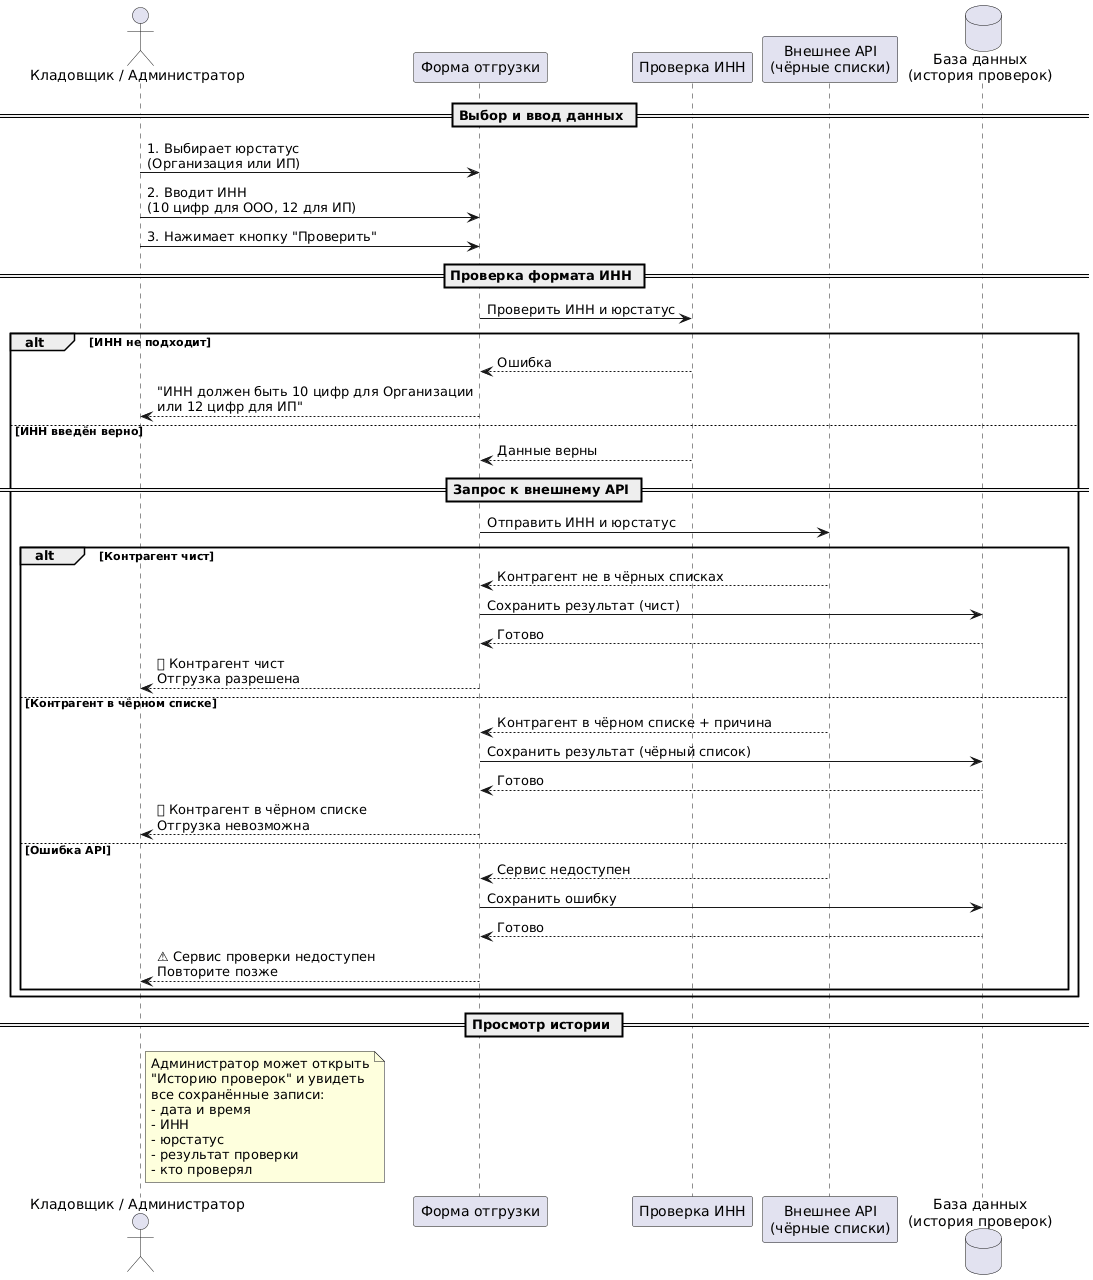 Кладовщик / Администратор
Форма отгрузки
Проверка ИНН
Внешнее API
(чёрные списки)
База данных
(история проверок)
Выбор и ввод данных
1. Выбирает юрстатус
(Организация или ИП)
2. Вводит ИНН
(10 цифр для ООО, 12 для ИП)
3. Нажимает кнопку "Проверить"
Проверка формата ИНН
Проверить ИНН и юрстатус
alt
[ИНН не подходит]
Ошибка
"ИНН должен быть 10 цифр для Организации
или 12 цифр для ИП"
[ИНН введён верно]
Данные верны
Запрос к внешнему API
Отправить ИНН и юрстатус
alt
[Контрагент чист]
Контрагент не в чёрных списках
Сохранить результат (чист)
Готово
Контрагент чист
Отгрузка разрешена
[Контрагент в чёрном списке]
Контрагент в чёрном списке + причина
Сохранить результат (чёрный список)
Готово
Контрагент в чёрном списке
Отгрузка невозможна
[Ошибка API]
Сервис недоступен
Сохранить ошибку
Готово
⚠ Сервис проверки недоступен
Повторите позже
Просмотр истории
Администратор может открыть
"Историю проверок" и увидеть
все сохранённые записи:
- дата и время
- ИНН
- юрстатус
- результат проверки
- кто проверял
Кладовщик / Администратор
Форма отгрузки
Проверка ИНН
Внешнее API
(чёрные списки)
База данных
(история проверок)